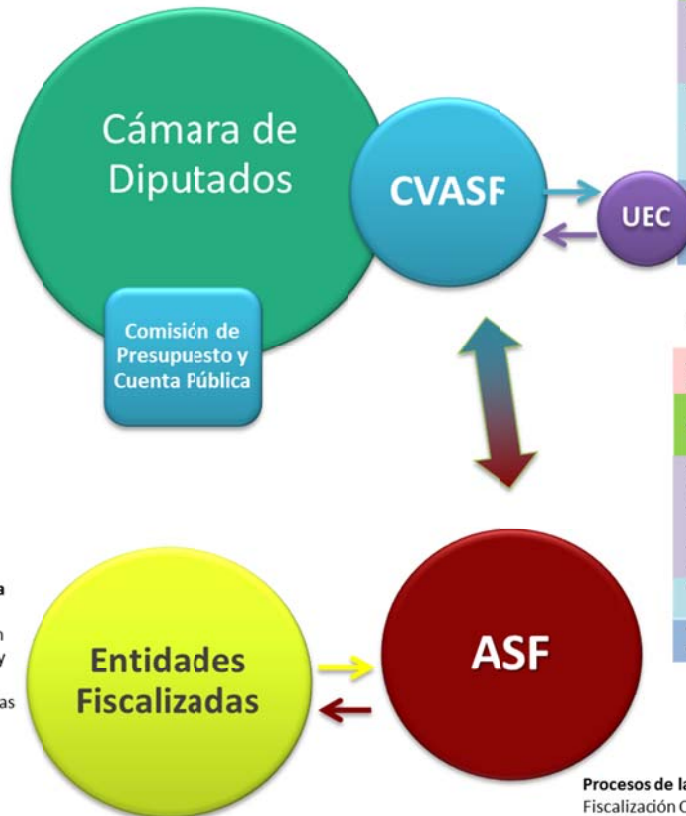 Cámara de
Diputados
CVASF
UEC
Comisión de
Presupuesto y
Cuenta Pública
Entidades
Fiscalizadas
ASF
y
Procesos de la
Fiscalización